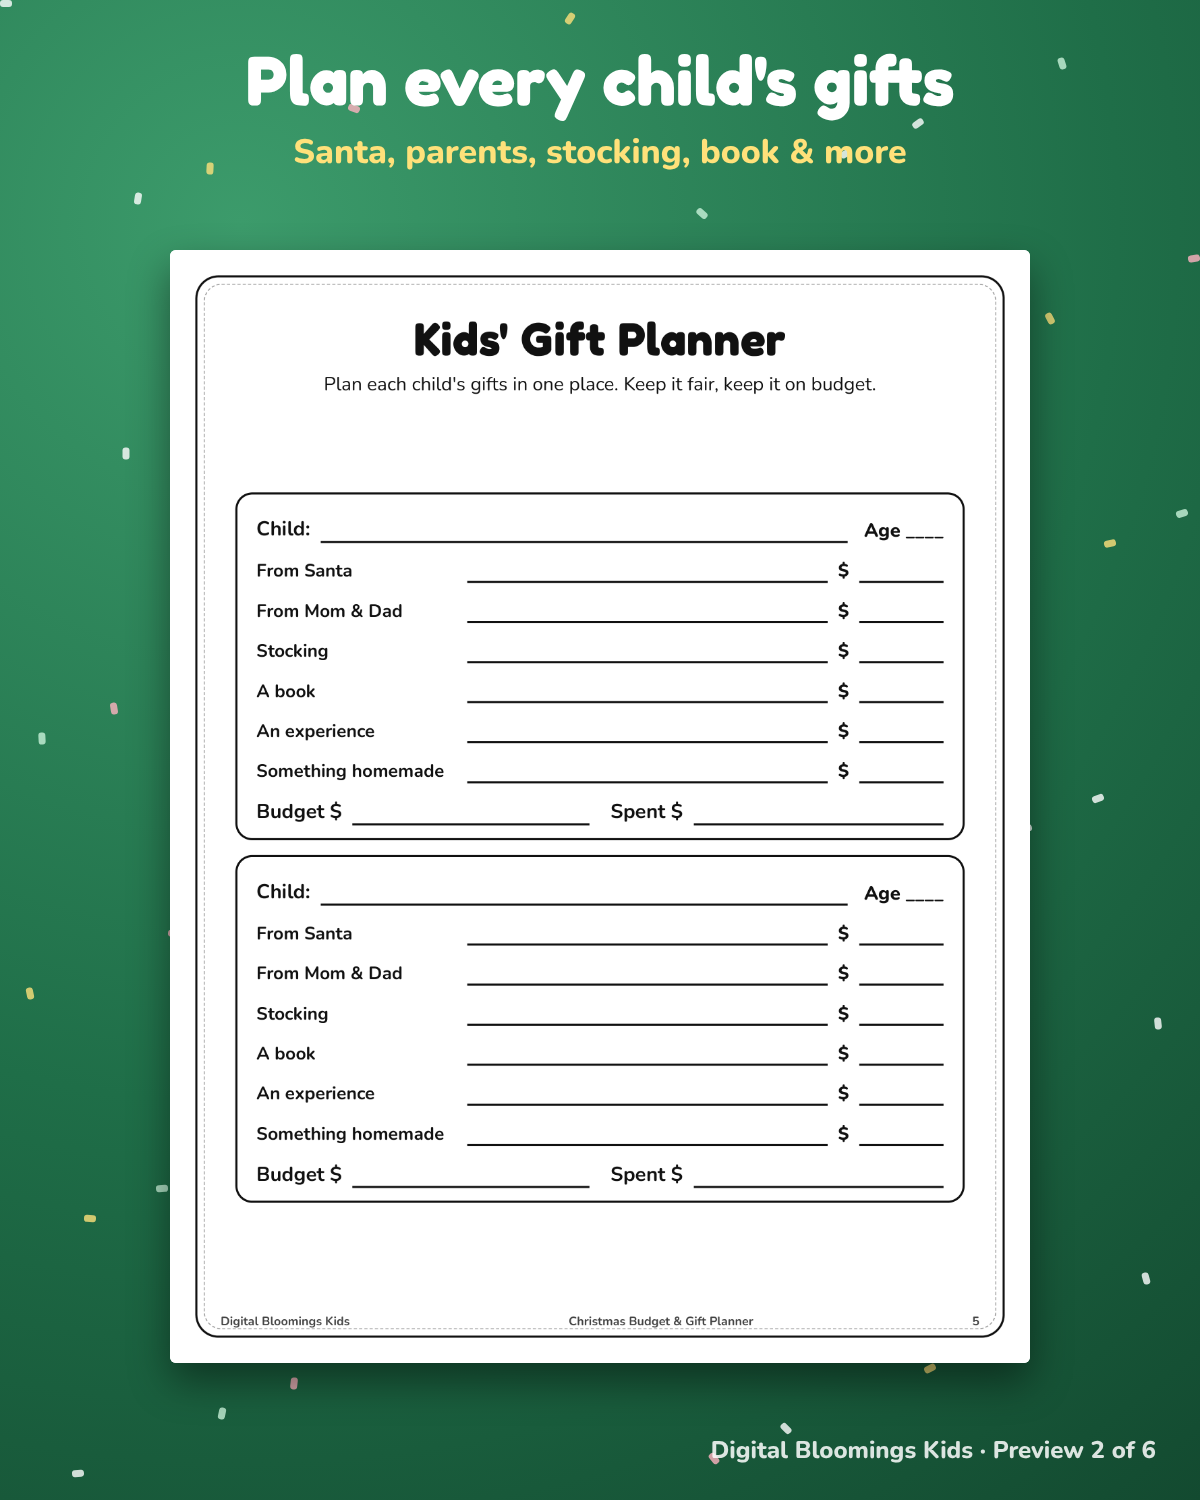 Plan every child's gifts
Santa, parents, stocking, book & more
Kids' Gift Planner
Plan each child's gifts in one place. Keep it fair, keep it on budget.
Child: Age ____
From Santa $
From Mom & Dad $
Stocking $
A book $
An experience $
Something homemade $
Budget $ Spent $
Child: Age ____
From Santa $
From Mom & Dad $
Stocking $
A book $
An experience $
Something homemade $
Budget $ Spent $
Digital Bloomings Kids Christmas Budget & Gift Planner 5
Digital Bloomings Kids · Preview 2 of 6